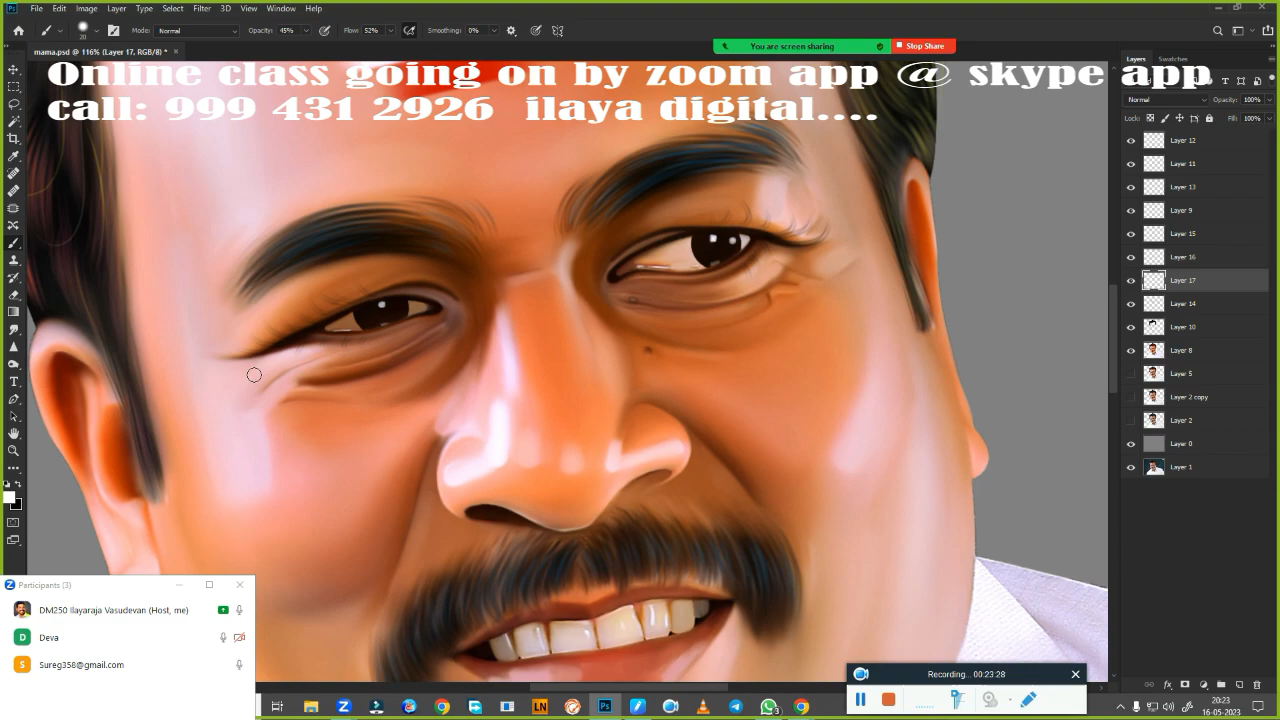 File Edit Image Layer Type Select Filter 3D View Window Help
Mode: Normal Opacity: 45% Flow: 52% Smoothing: 0%
20
mama.psd @ 116% (Layer 17, RGB/8) *
You are screen sharing
Stop Share
Online class going on by zoom app @ skype app
call: 999 431 2926 ilaya digital....
Layers Swatches
Normal Opacity: 100%
Lock: Fill: 100%
Layer 12
Layer 11
Layer 13
Layer 9
Layer 15
Layer 16
Layer 17
Layer 14
Layer 10
Layer 8
Layer 5
Layer 2 copy
Layer 2
Layer 0
Layer 1
Participants (3)
DM250 Ilayaraja Vasudevan (Host, me)
D Deva
S Sureg358@gmail.com
Recording... 00:23:28
Ps
LN
3
20:23
16-05-2023